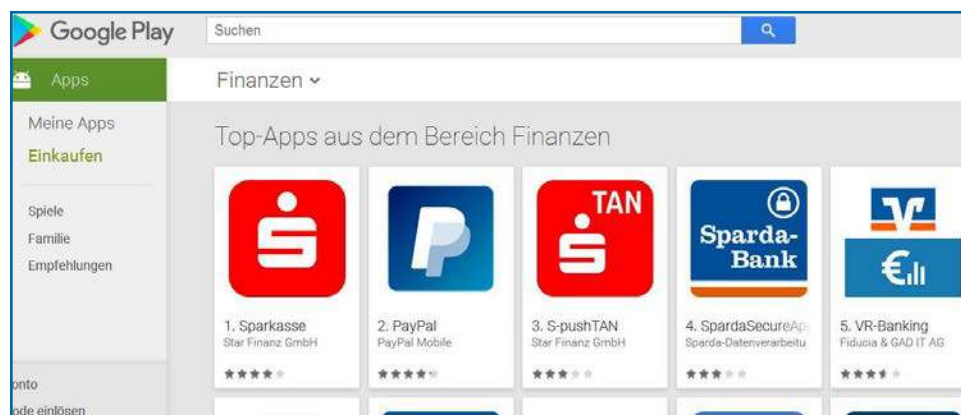 Google Play
Suchen
Apps
Finanzen
Meine Apps
Einkaufen
Top-Apps aus dem Bereich Finanzen
Spiele
Familie
Empfehlungen
TAN
Sparda-
Bank
1. Sparkasse
Star Finanz GmbH
2. PayPal
PayPal Mobile
3. S-pushTAN
Star Finanz GmbH
4. SpardaSecureAp
Sparda-Datenverarbeitu
5. VR-Banking
Fiducia & GAD IT AG
onto
ode einlösen